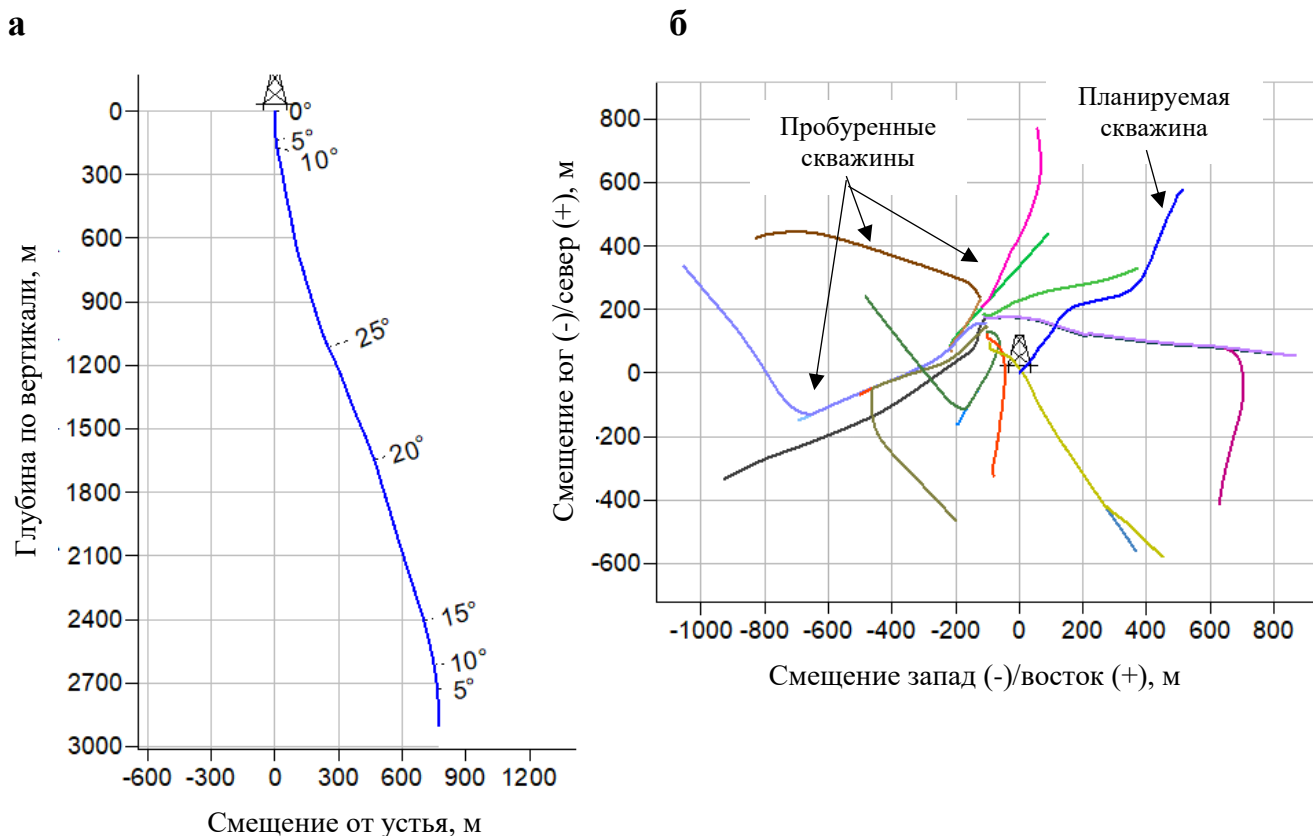 а
б
0
0°
5°
10°
300
600
900
25°
1200
1500
20°
1800
2100
2400
15°
10°
2700
5°
3000
-600 -300 0 300 600 900 1200
Глубина по вертикали, м
Смещение от устья, м
Пробуренные
скважины
Планируемая
скважина
800
600
400
200
0
-200
-400
-600
-1000 -800 -600 -400 -200 0 200 400 600 800
Смещение юг (-)/север (+), м
Смещение запад (-)/восток (+), м